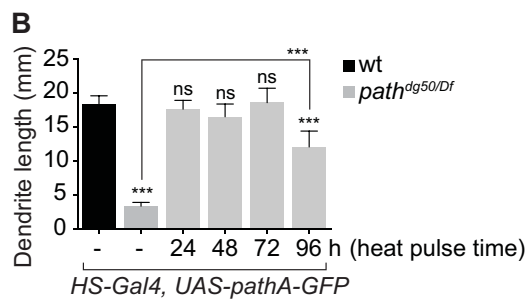 B
***
wt
path^dg50/Df
Dendrite length (mm)
25
20
15
10
5
0
***
ns
ns
ns
***
- - 24 48 72 96 h (heat pulse time)
HS-Gal4, UAS-pathA-GFP